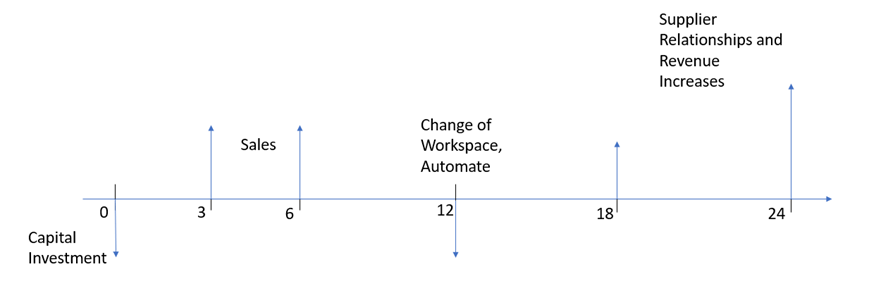 Supplier
Relationships and
Revenue
Increases
Change of
Workspace,
Automate
Sales
0
3
6
12
18
24
Capital
Investment